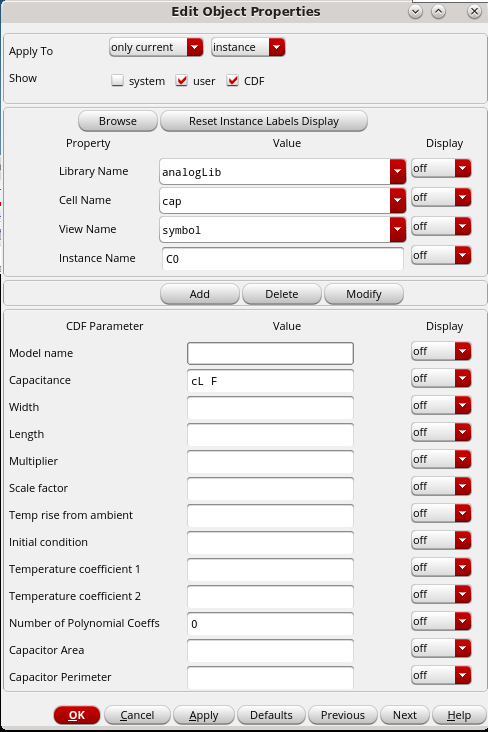 Edit Object Properties
Apply To only current instance
Show system user CDF
Browse Reset Instance Labels Display
Property Value Display
Library Name analogLib off
Cell Name cap off
View Name symbol off
Instance Name C0 off
Add Delete Modify
CDF Parameter Value Display
Model name off
Capacitance cL F off
Width off
Length off
Multiplier off
Scale factor off
Temp rise from ambient off
Initial condition off
Temperature coefficient 1 off
Temperature coefficient 2 off
Number of Polynomial Coeffs 0 off
Capacitor Area off
Capacitor Perimeter off
OK Cancel Apply Defaults Previous Next Help